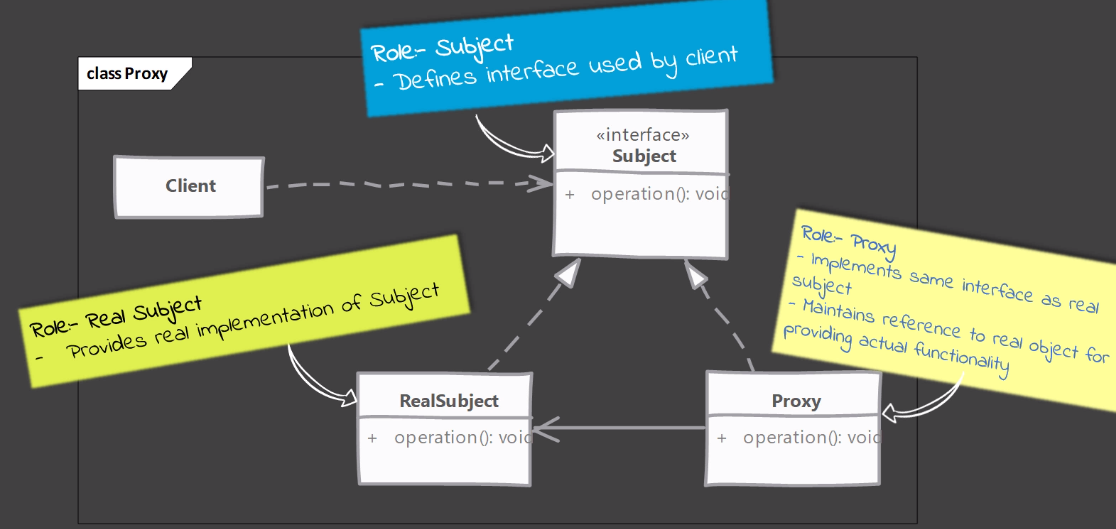 Role:- Subject
- Defines interface used by client
class Proxy
«interface»
Subject
+ operation(): void
Client
Role:- Proxy
- Implements same interface as real
subject
- Maintains reference to real object for
providing actual functionality
Role:- Real Subject
- Provides real implementation of Subject
RealSubject
+ operation(): void
Proxy
+ operation(): void